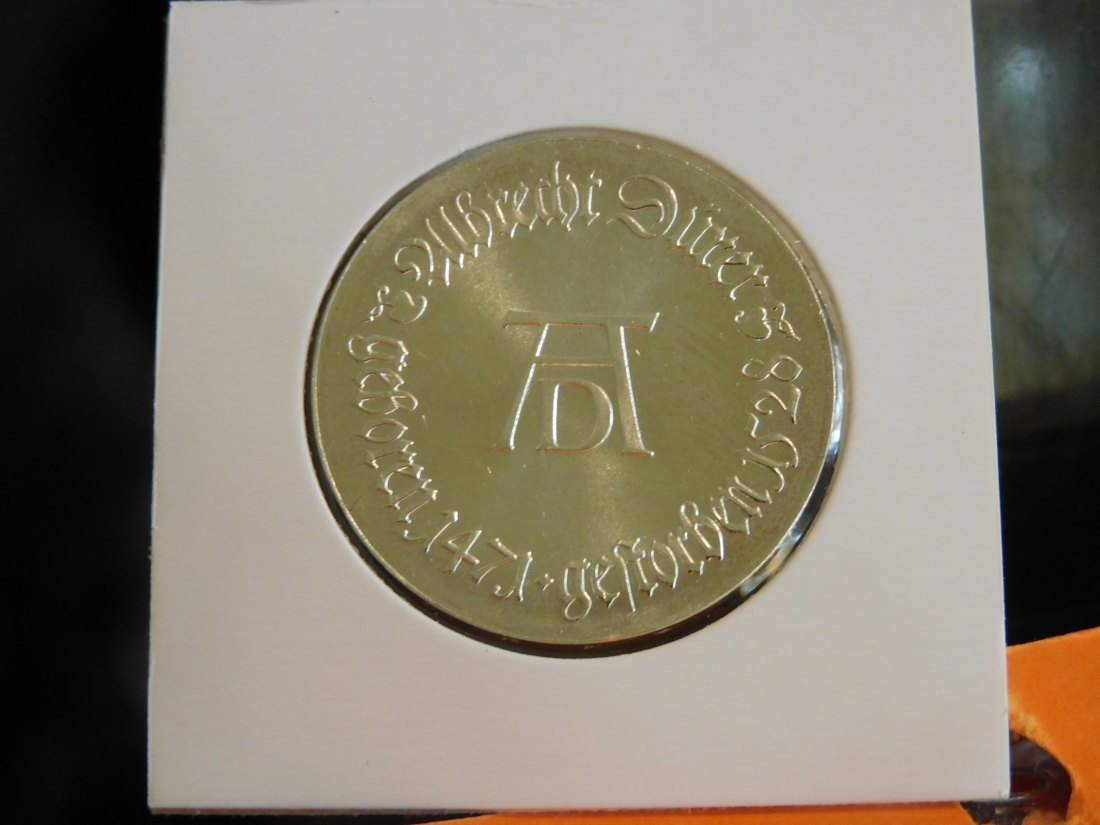 Albrecht Dürer
geboren 1471 · gestorben 1528
AD